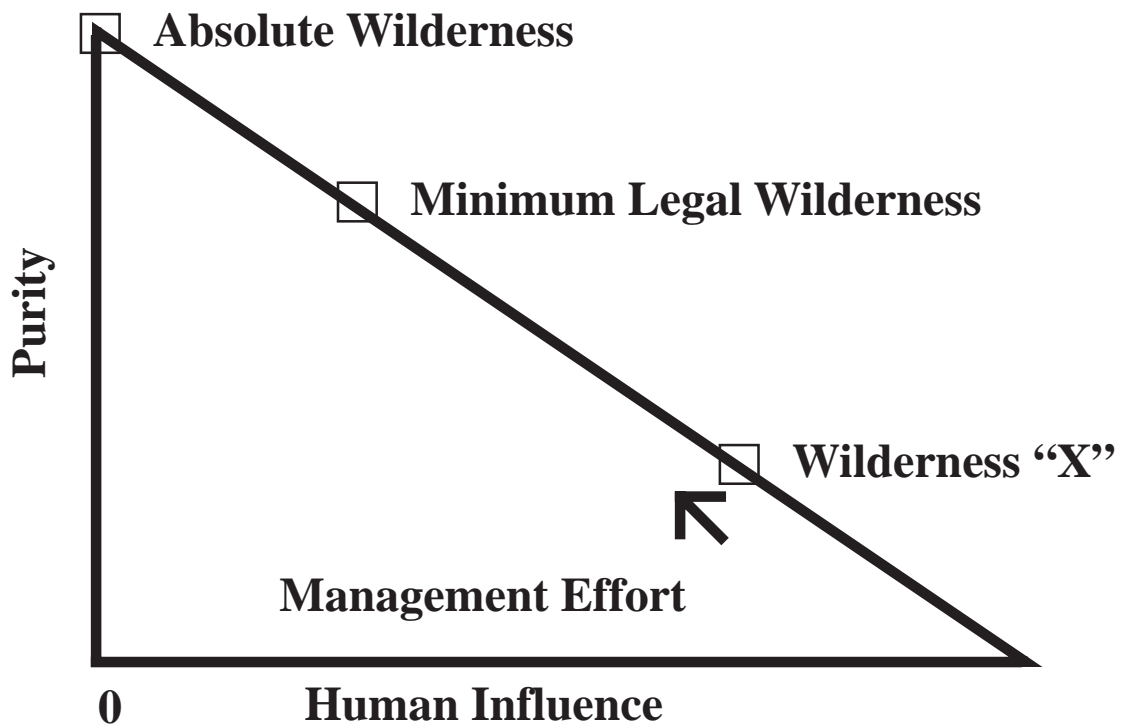 Absolute Wilderness
Minimum Legal Wilderness
Purity
Wilderness “X”
Management Effort
0
Human Influence